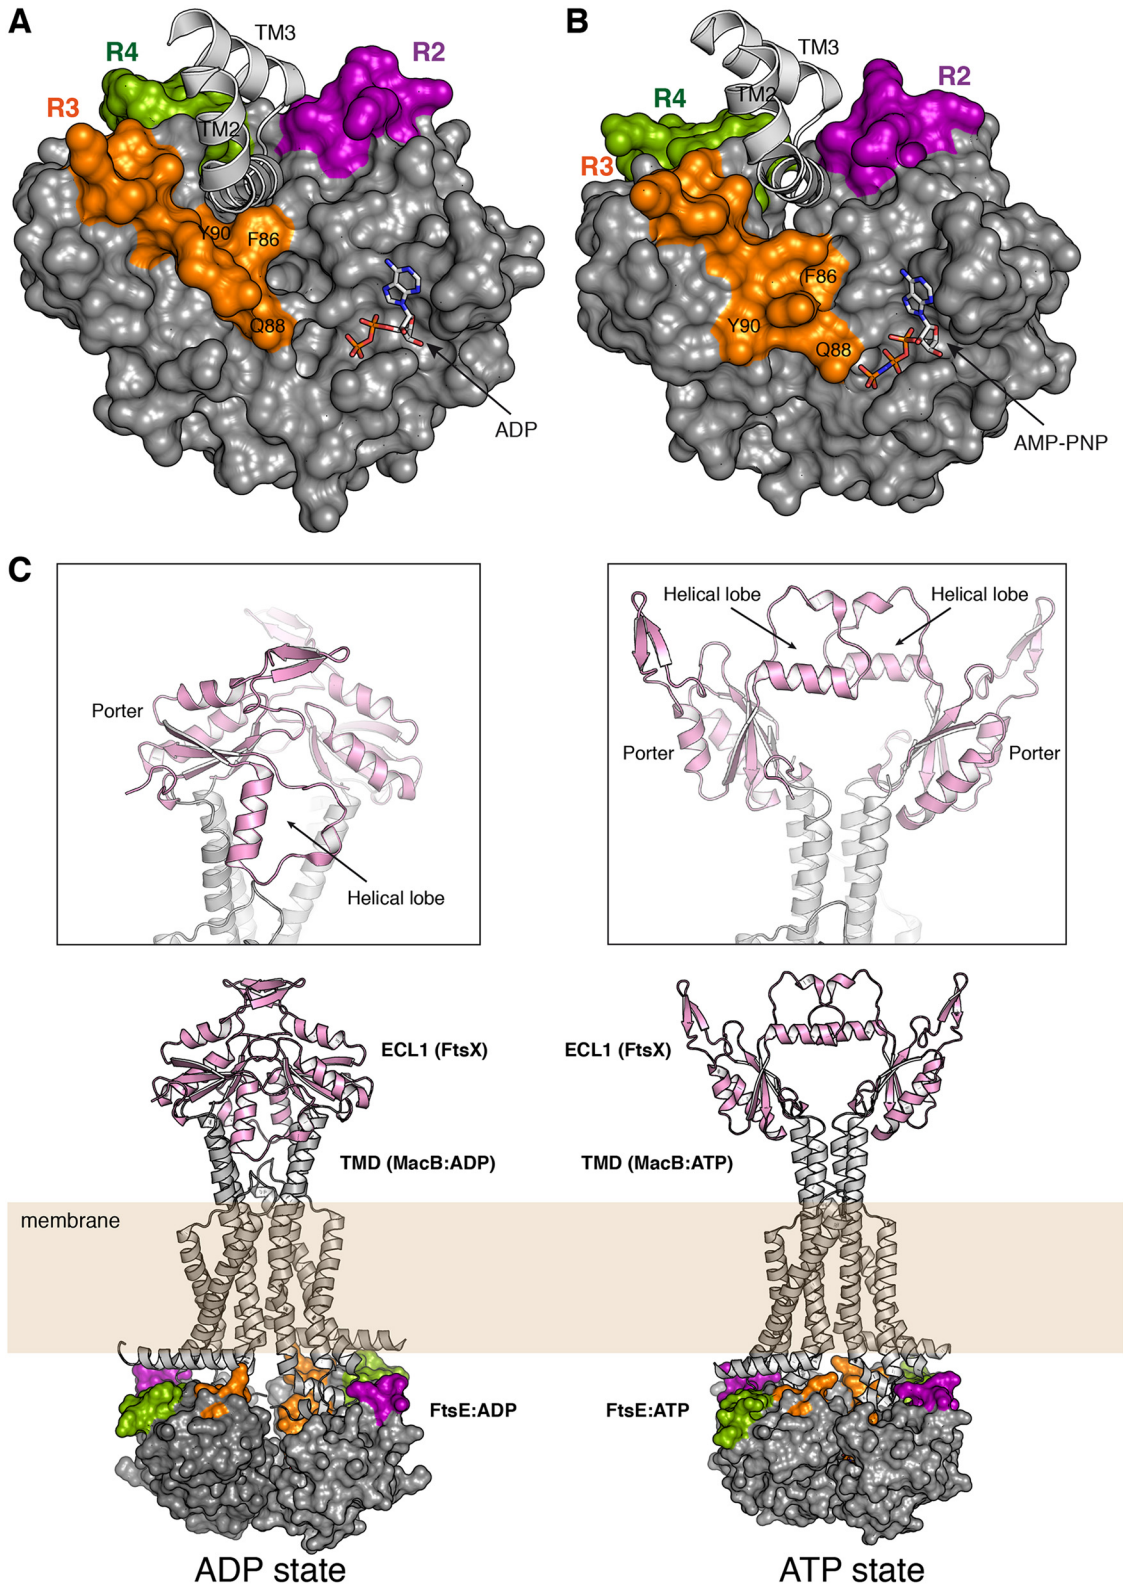 A
R4
TM3
R2
R3
TM2
Y90
F86
Q88
ADP
B
TM3
R4
TM2
R2
R3
F86
Y90
Q88
AMP-PNP
C
Porter
Helical lobe
Helical lobe
Helical lobe
Porter
Porter
ECL1 (FtsX)
ECL1 (FtsX)
TMD (MacB:ADP)
TMD (MacB:ATP)
membrane
FtsE:ADP
FtsE:ATP
ADP state
ATP state